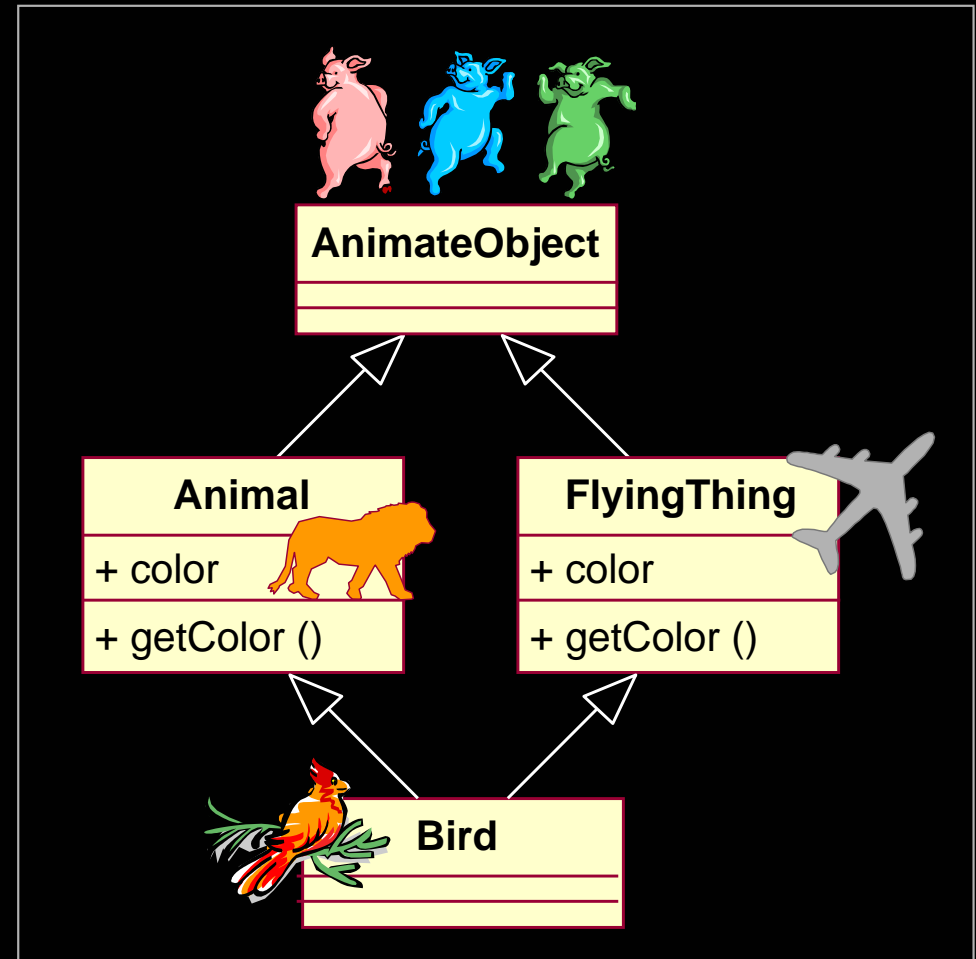 AnimateObject
Animal
+ color
+ getColor ()
FlyingThing
+ color
+ getColor ()
Bird